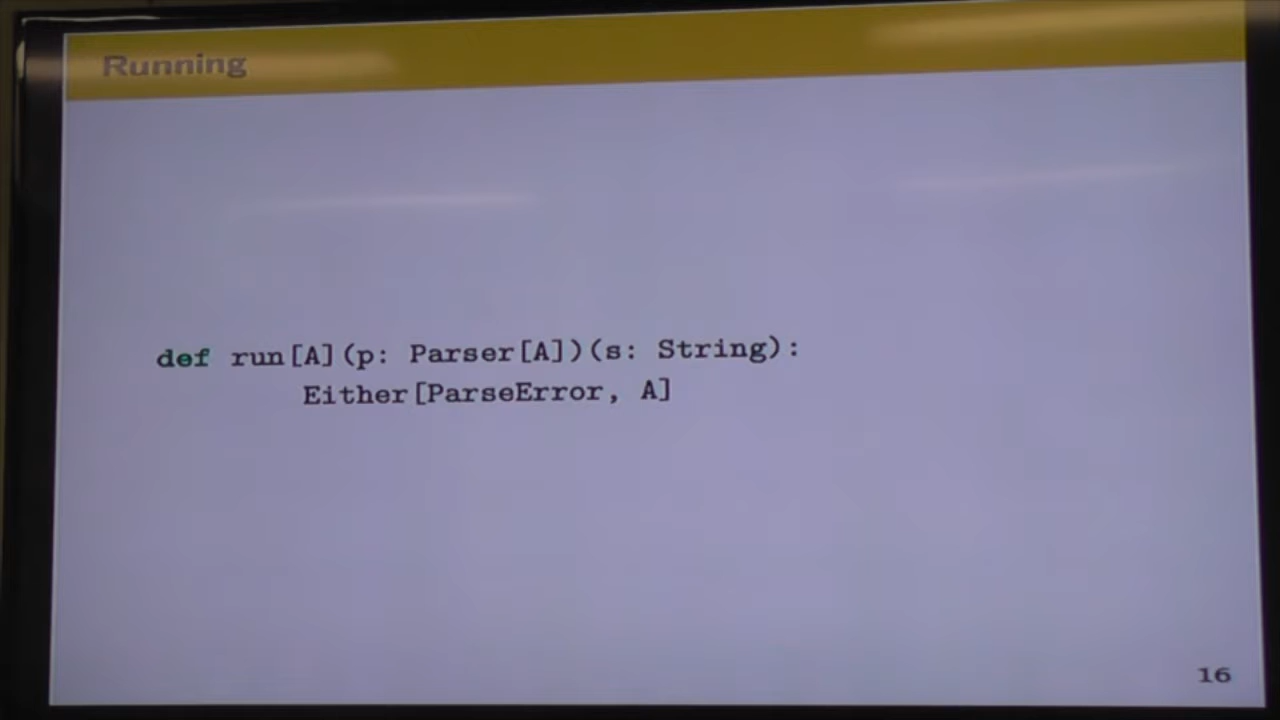 Running
def run[A](p: Parser[A])(s: String):
Either[ParseError, A]
16